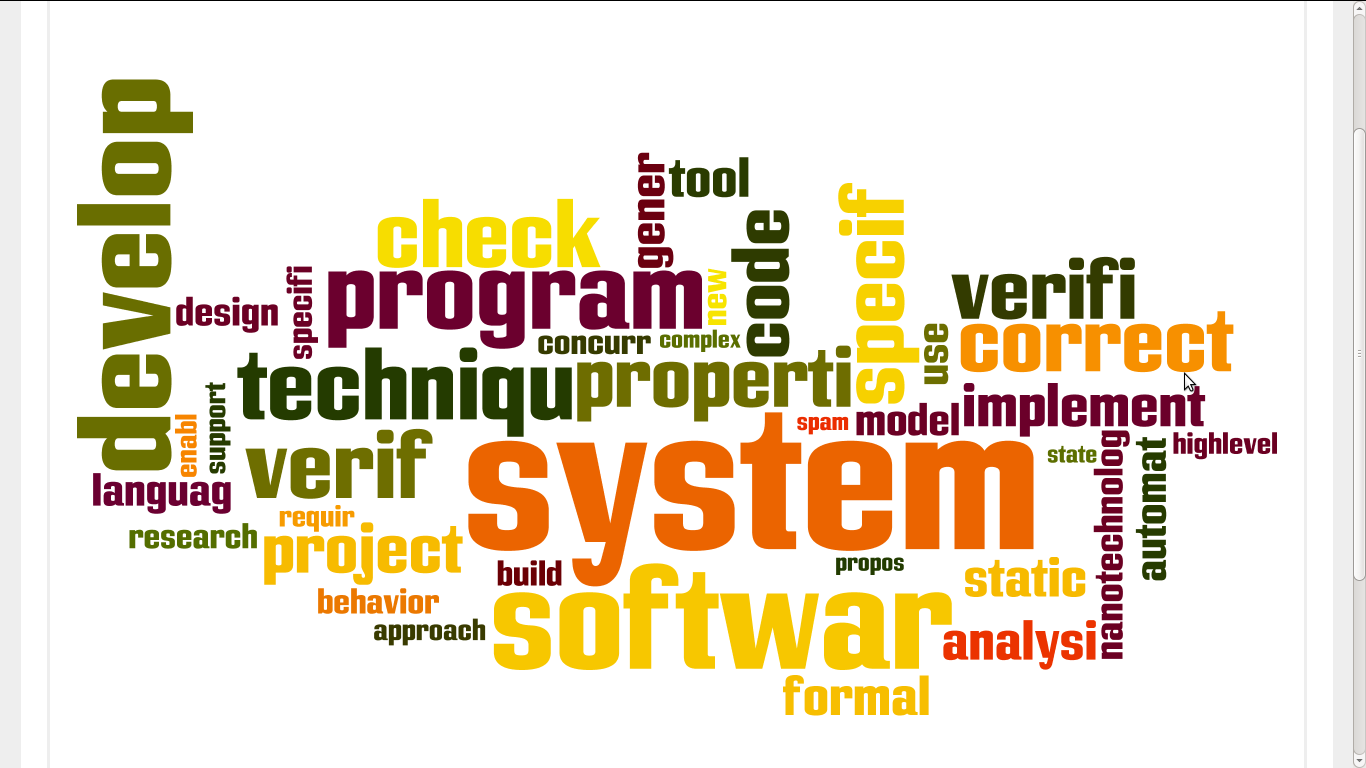 develop
gener
tool
check
specif
code
verifi
program
new
design
specifi
correct
concurr
complex
use
techniqu
properti
implement
support
enabl
spam
model
verif
system
state
highlevel
languag
automat
nanotechnolog
requir
research
project
build
propos
static
behavior
softwar
approach
analysi
formal